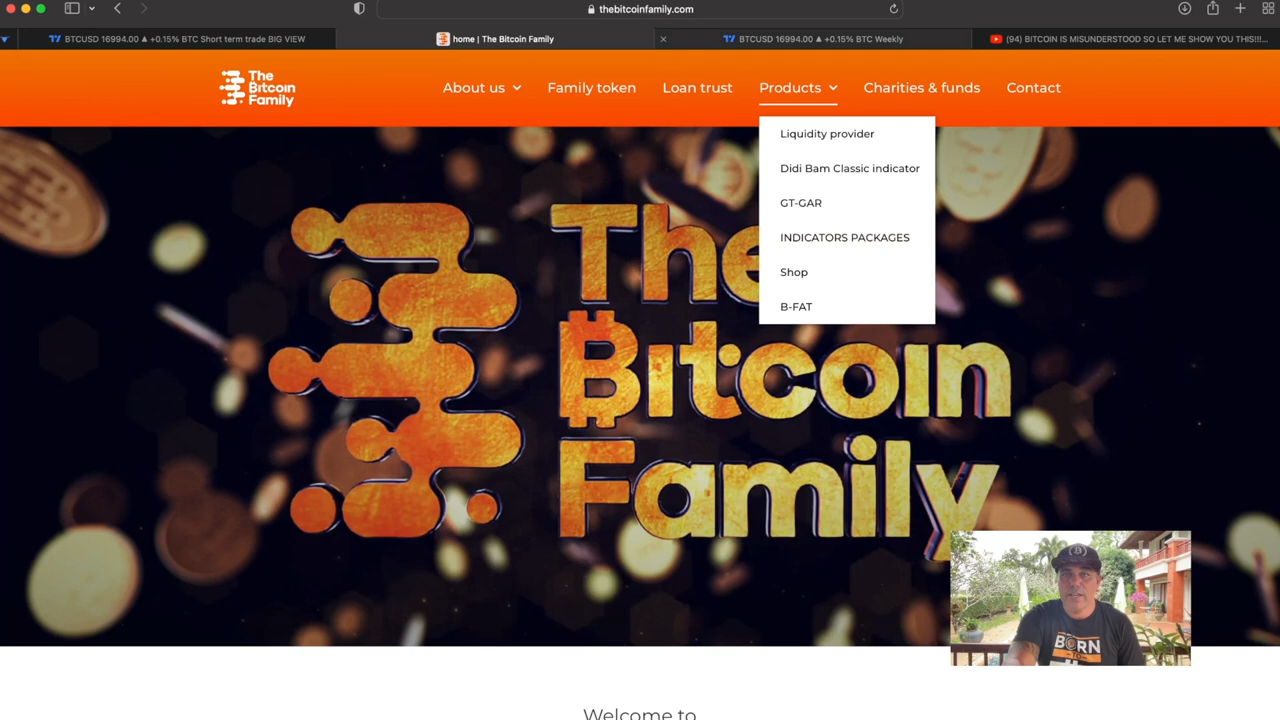 thebitcoinfamily.com
BTCUSD 16994.00 ▲ +0.15% BTC Short term trade BIG VIEW
home | The Bitcoin Family
BTCUSD 16994.00 ▲ +0.15% BTC Weekly
(94) BITCOIN IS MISUNDERSTOOD SO LET ME SHOW YOU THIS!!!...
The
Bitcoin
Family
About us
Family token
Loan trust
Products
Charities & funds
Contact
Liquidity provider
Didi Bam Classic indicator
GT-GAR
INDICATORS PACKAGES
Shop
B-FAT
The
Bitcoin
Family
BORN
TO
Welcome to